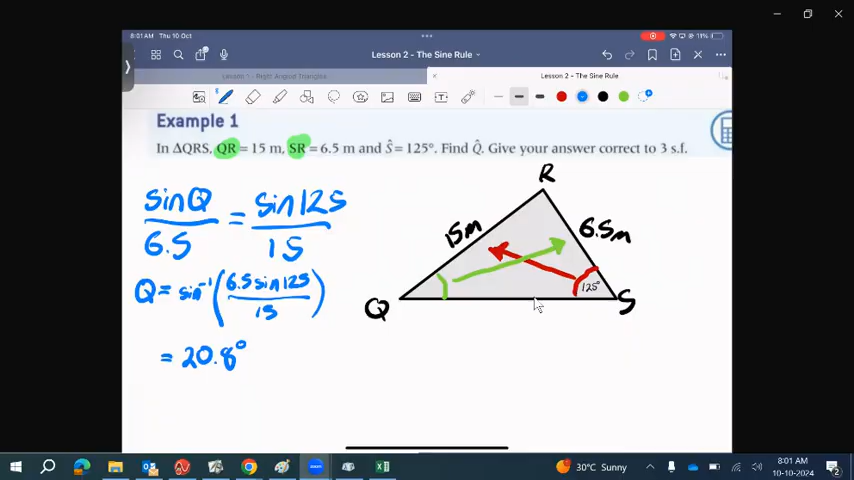 8:01 AM Thu 10 Oct
11%
Lesson 2 - The Sine Rule
Lesson 1 - Right Angled Triangles
Lesson 2 - The Sine Rule
Example 1
In ΔQRS, QR = 15 m, SR = 6.5 m and Ŝ = 125°. Find Q̂. Give your answer correct to 3 s.f.
sinQ/6.5 = sin125/15
Q = sin⁻¹(6.5sin125/15)
= 20.8°
R
15m
6.5m
125°
Q
S
30°C Sunny
8:01 AM
10-10-2024
2